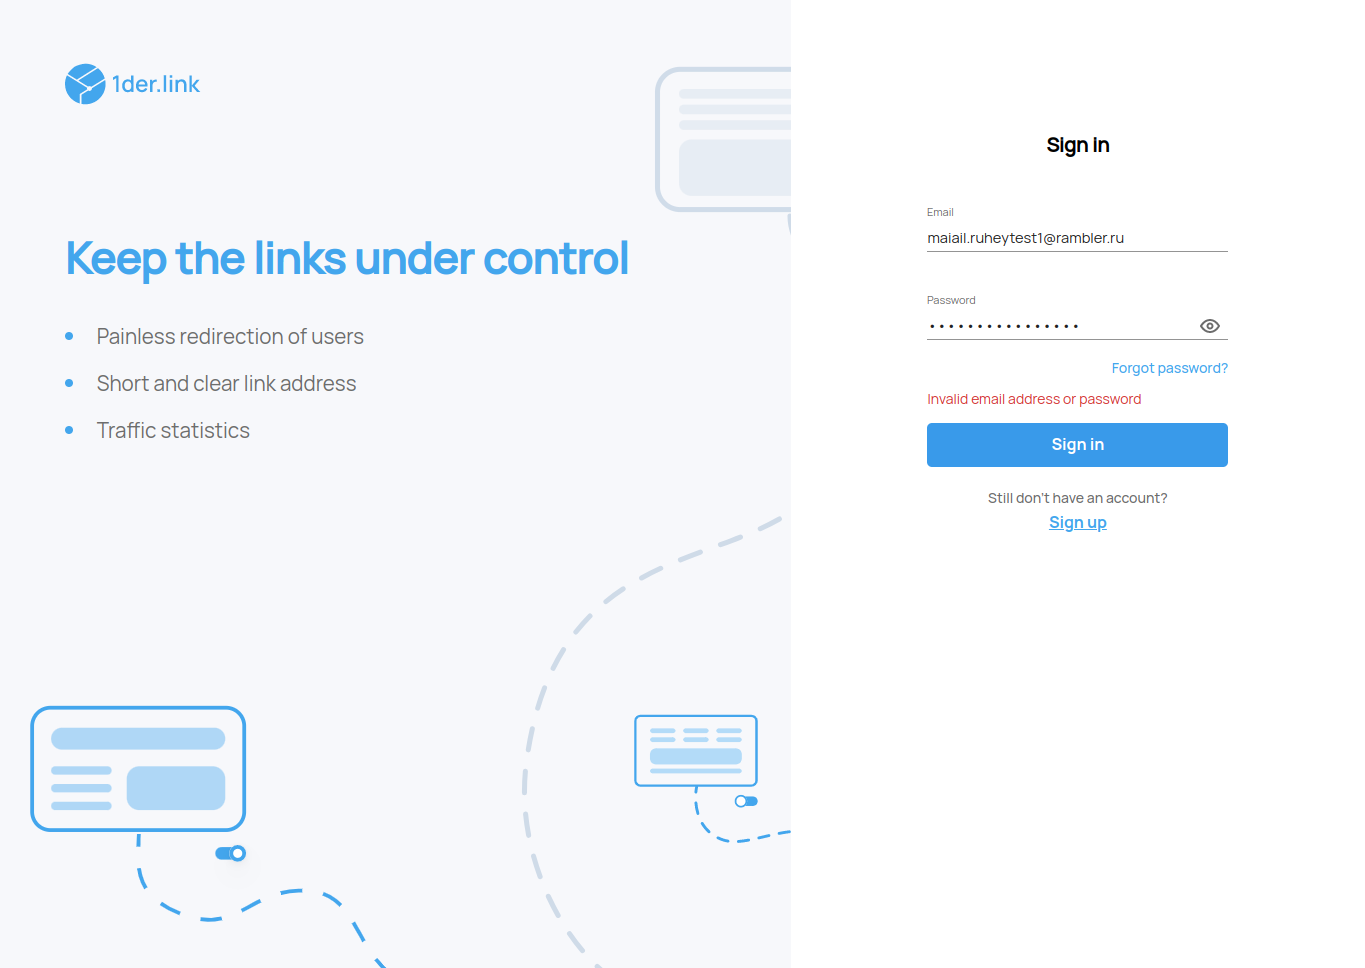 1der.link
Keep the links under control
Painless redirection of users
Short and clear link address
Traffic statistics
Sign in
Email
maiail.ruheytest1@rambler.ru
Password
••••••••••••••••
Forgot password?
Invalid email address or password
Sign in
Still don't have an account?
Sign up